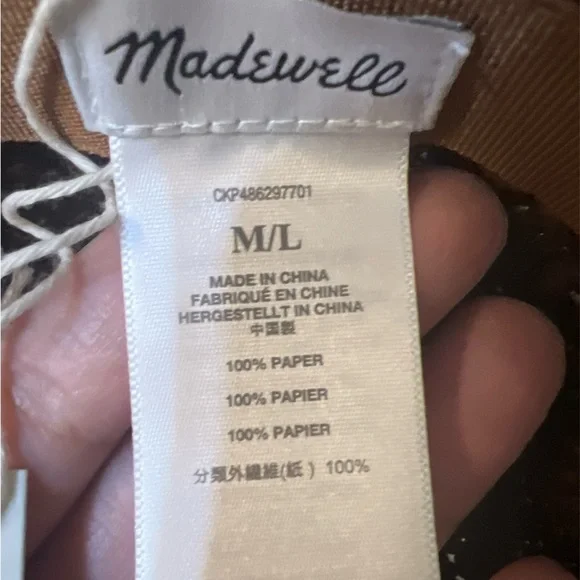 Madewell
CKP486297701
M/L
MADE IN CHINA
FABRIQUÉ EN CHINE
HERGESTELLT IN CHINA
中国製
100% PAPER
100% PAPIER
100% PAPIER
分類外繊維(紙) 100%